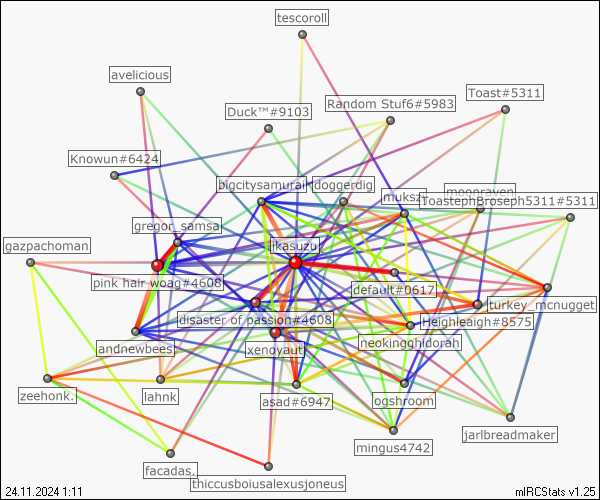 tescoroll
avelicious
Toast#5311
Random Stuf6#5983
Duck™#9103
Knowun#6424
bigcitysamurai
doggerdig
muksz
moonraven
ToastephBroseph5311#5311
gregor_samsa
gazpachoman
likasuzu
pink hair woag#4608
default#0617
turkey_mcnugget
disaster of passion#4608
Heighleaigh#8575
andnewbees
xenoyaut
neokingghidorah
zeehonk.
lahnk
asad#6947
ogshroom
mingus4742
jarlbreadmaker
facadas.
thiccusboiusalexusjoneus
24.11.2024 1:11
mIRCStats v1.25